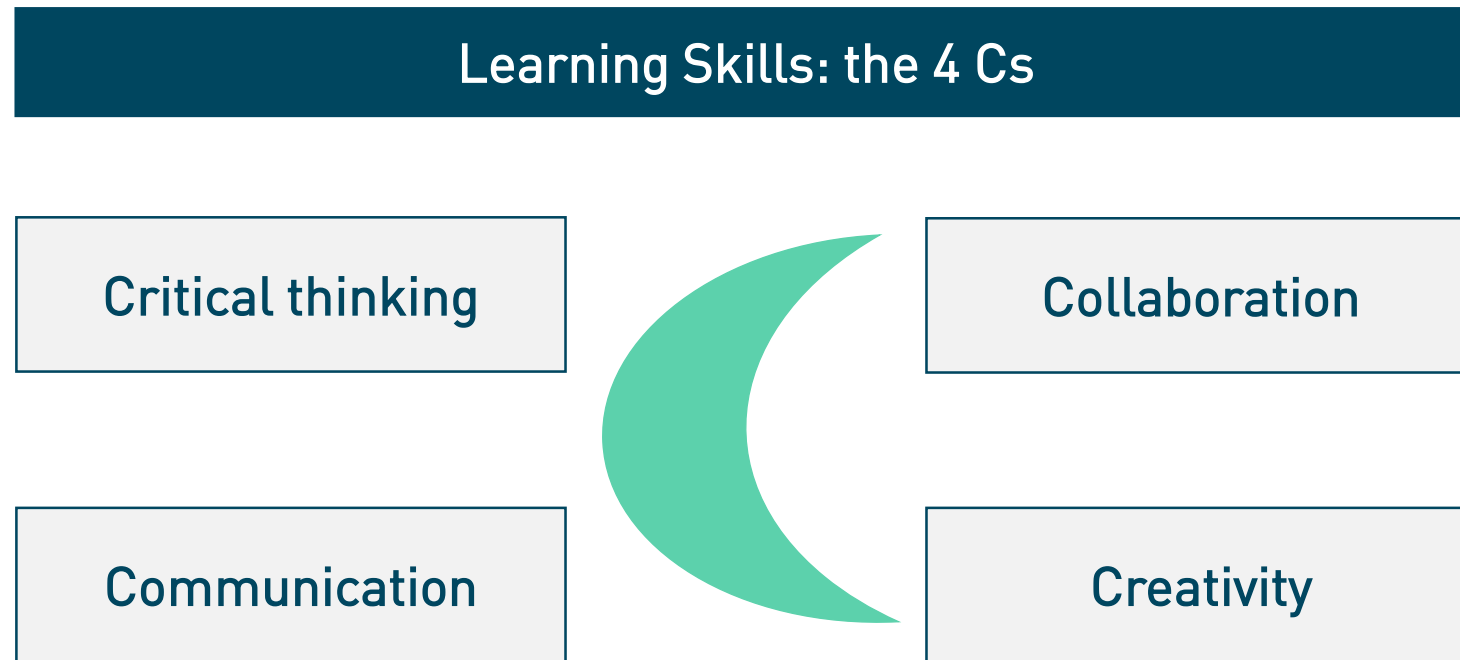 Learning Skills: the 4 Cs
Critical thinking
Collaboration
Communication
Creativity